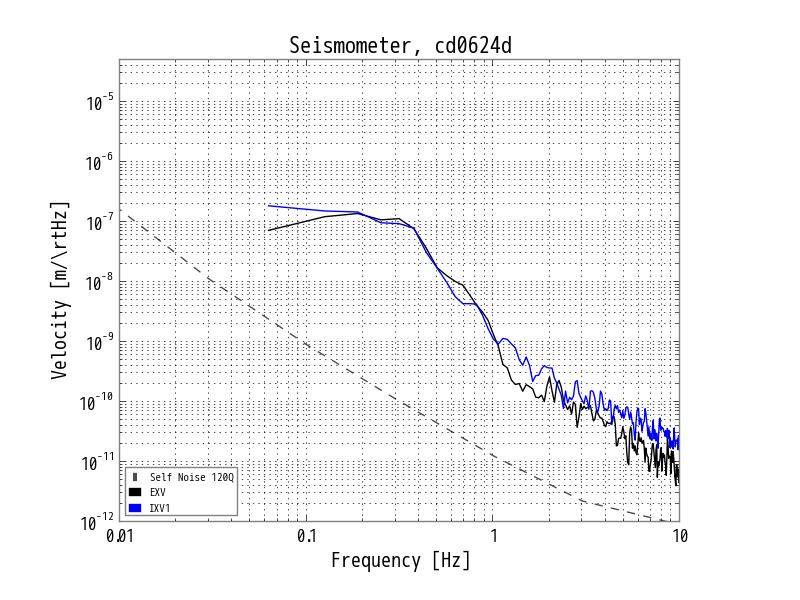 Seismometer, cd0624d
Velocity [m/\rtHz]
10^-5
10^-6
10^-7
10^-8
10^-9
10^-10
10^-11
10^-12
Self Noise 120Q
EXV
IXV1
0.01
0.1
1
10
Frequency [Hz]